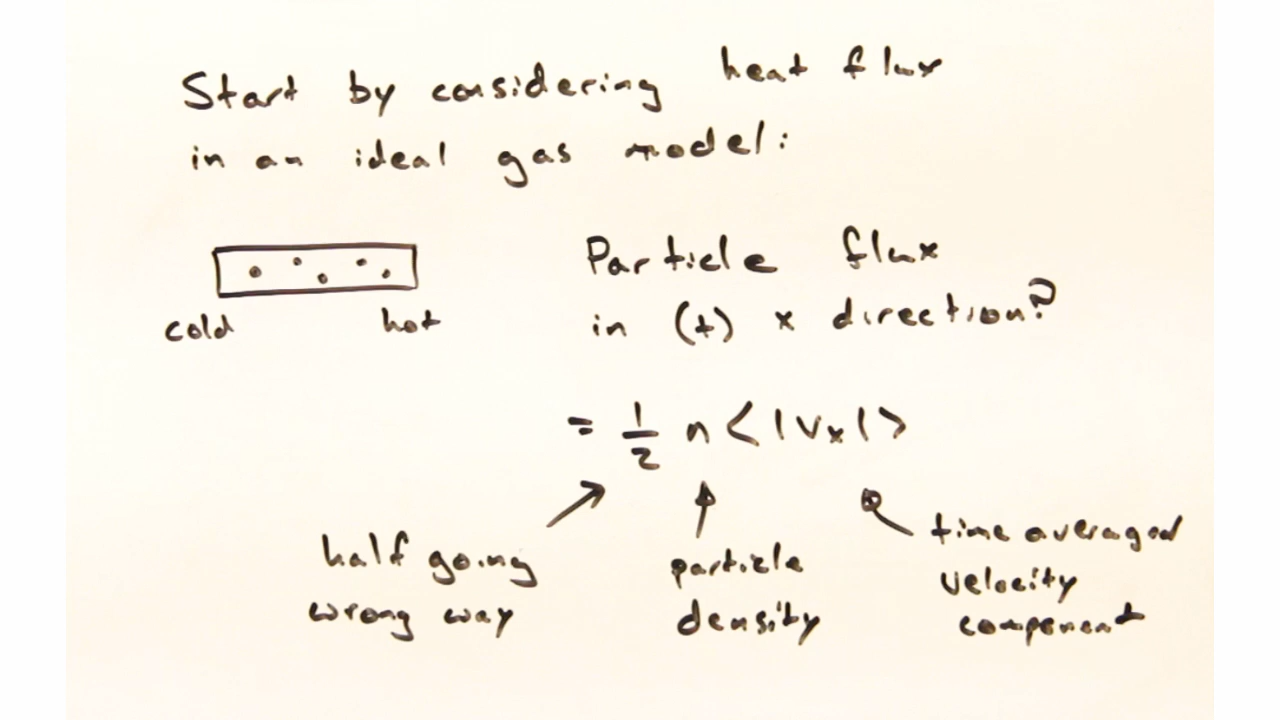 Start by considering heat flux
in an ideal gas model:
cold
hot
Particle flux
in (+) x direction?
= 1/2 n <|vx|>
half going
wrong way
particle
density
time averaged
velocity
component